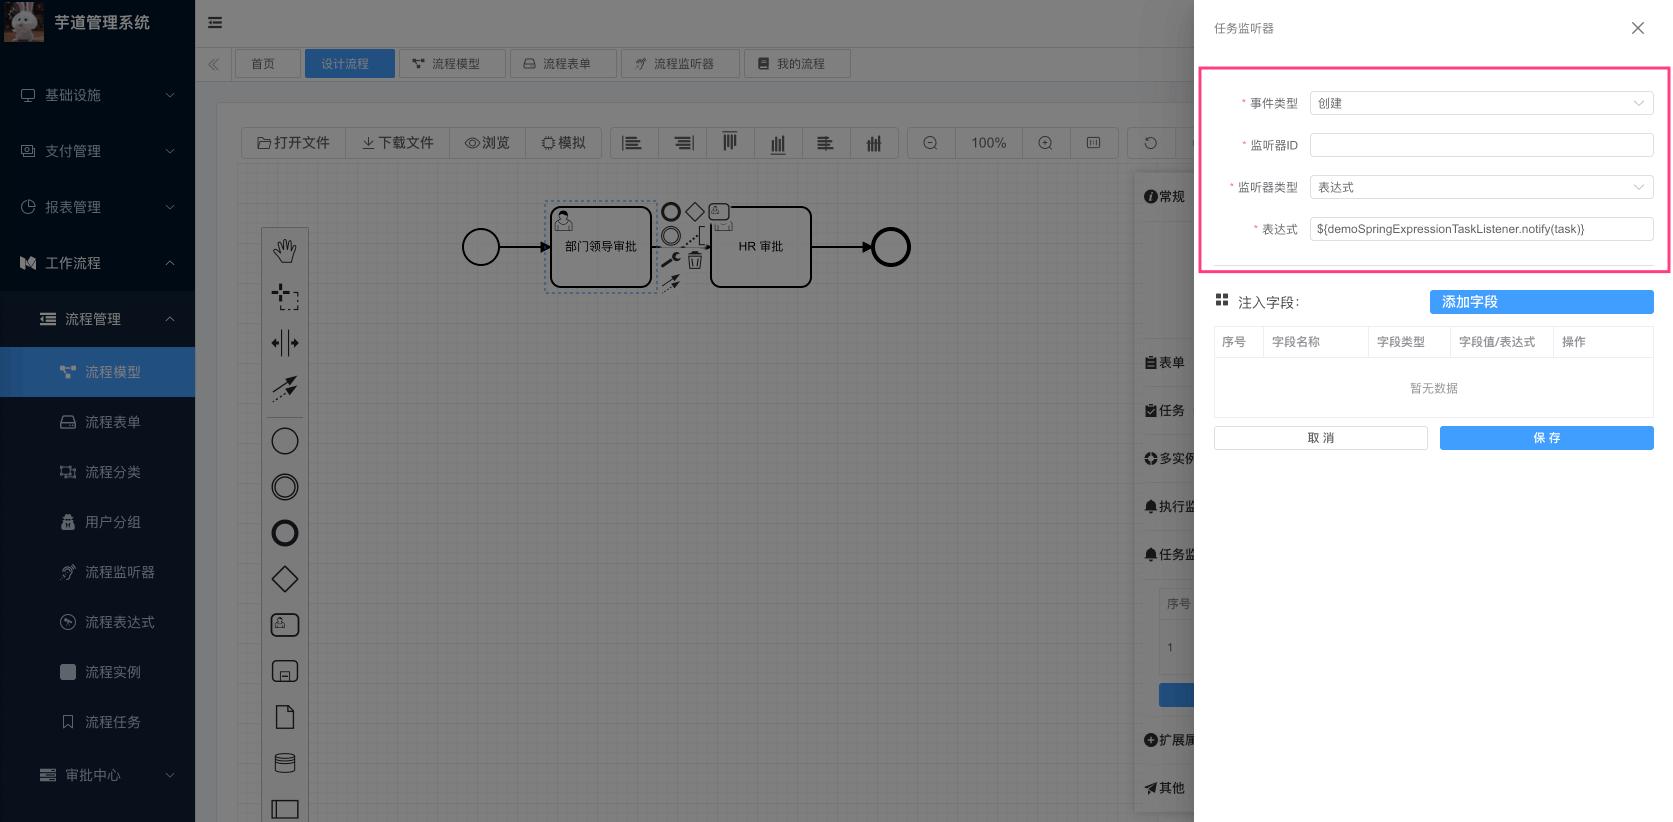 芋道管理系统
基础设施
支付管理
报表管理
工作流程
流程管理
流程模型
流程表单
流程分类
用户分组
流程监听器
流程表达式
流程实例
流程任务
审批中心
首页
设计流程
流程模型
流程表单
流程监听器
我的流程
打开文件
下载文件
浏览
模拟
100%
部门领导审批
HR 审批
常规
表单
任务
多实例
执行监
任务监
序号
1
扩展属
其他
任务监听器
* 事件类型
创建
* 监听器ID
* 监听器类型
表达式
* 表达式
${demoSpringExpressionTaskListener.notify(task)}
注入字段：
添加字段
序号 字段名称 字段类型 字段值/表达式 操作
暂无数据
取 消
保 存